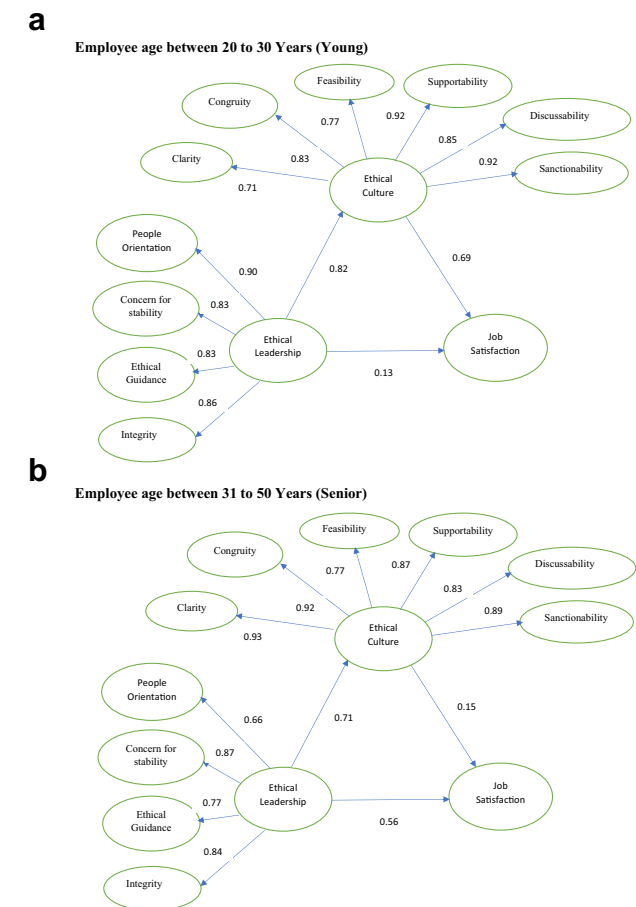 a
Employee age between 20 to 30 Years (Young)
Feasibility
Supportability
Congruity
Discussability
0.77
0.92
0.85
Clarity
0.83
0.92
Sanctionability
0.71
Ethical
Culture
People
Orientation
0.90
0.82
0.69
Concern for
stability
0.83
Ethical
Leadership
Job
Satisfaction
0.83
Ethical
Guidance
0.13
0.86
Integrity
b
Employee age between 31 to 50 Years (Senior)
Feasibility
Supportability
Congruity
Discussability
0.77
0.87
0.83
Clarity
0.92
0.89
Sanctionability
0.93
Ethical
Culture
People
Orientation
0.66
0.71
0.15
Concern for
stability
0.87
Ethical
Leadership
Job
Satisfaction
0.77
Ethical
Guidance
0.56
0.84
Integrity